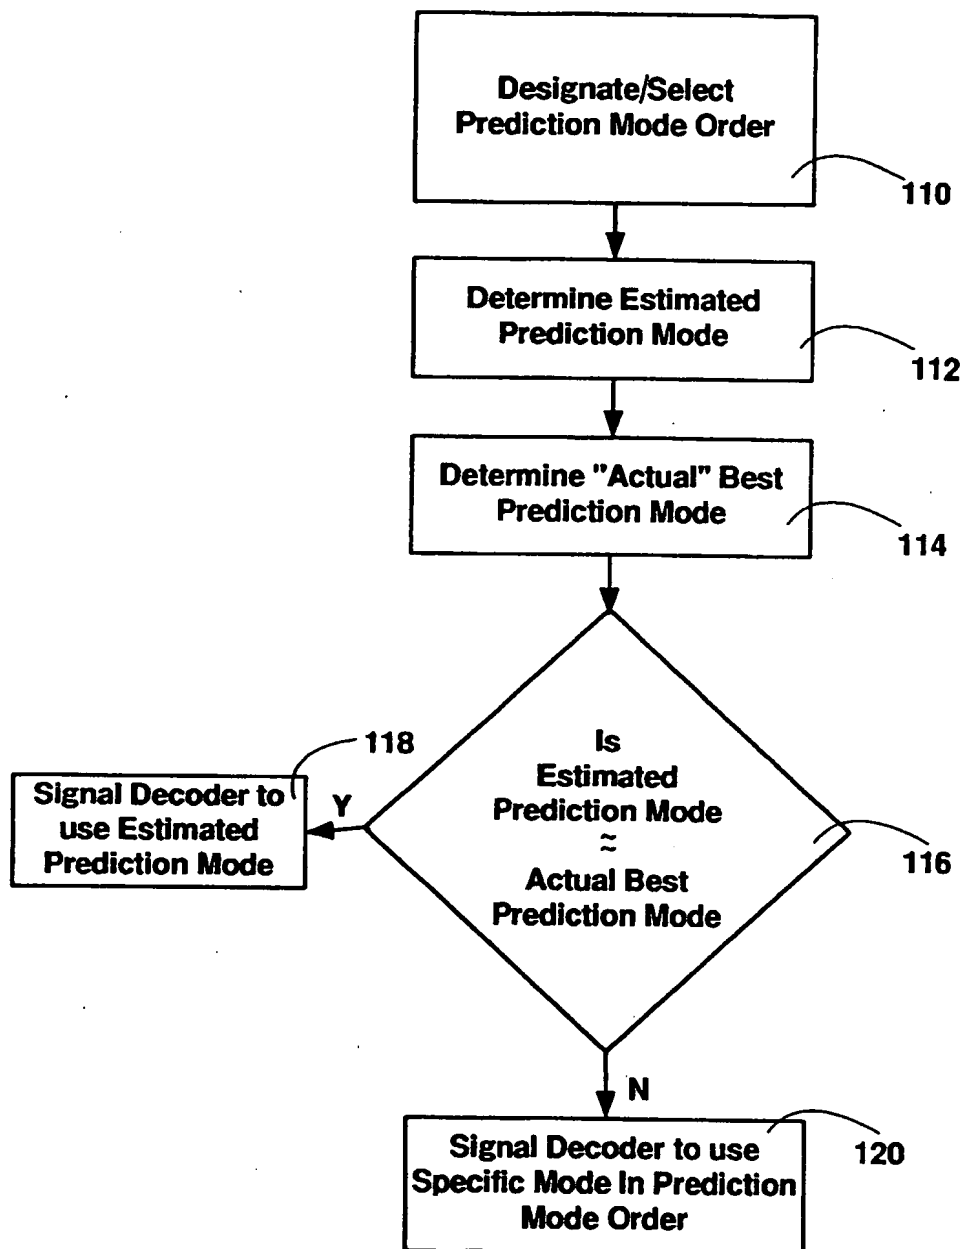 Designate/Select
Prediction Mode Order
110
Determine Estimated
Prediction Mode
112
Determine "Actual" Best
Prediction Mode
114
Is
Estimated
Prediction Mode
≈
Actual Best
Prediction Mode
116
118
Y
Signal Decoder to
use Estimated
Prediction Mode
N
Signal Decoder to use
Specific Mode In Prediction
Mode Order
120